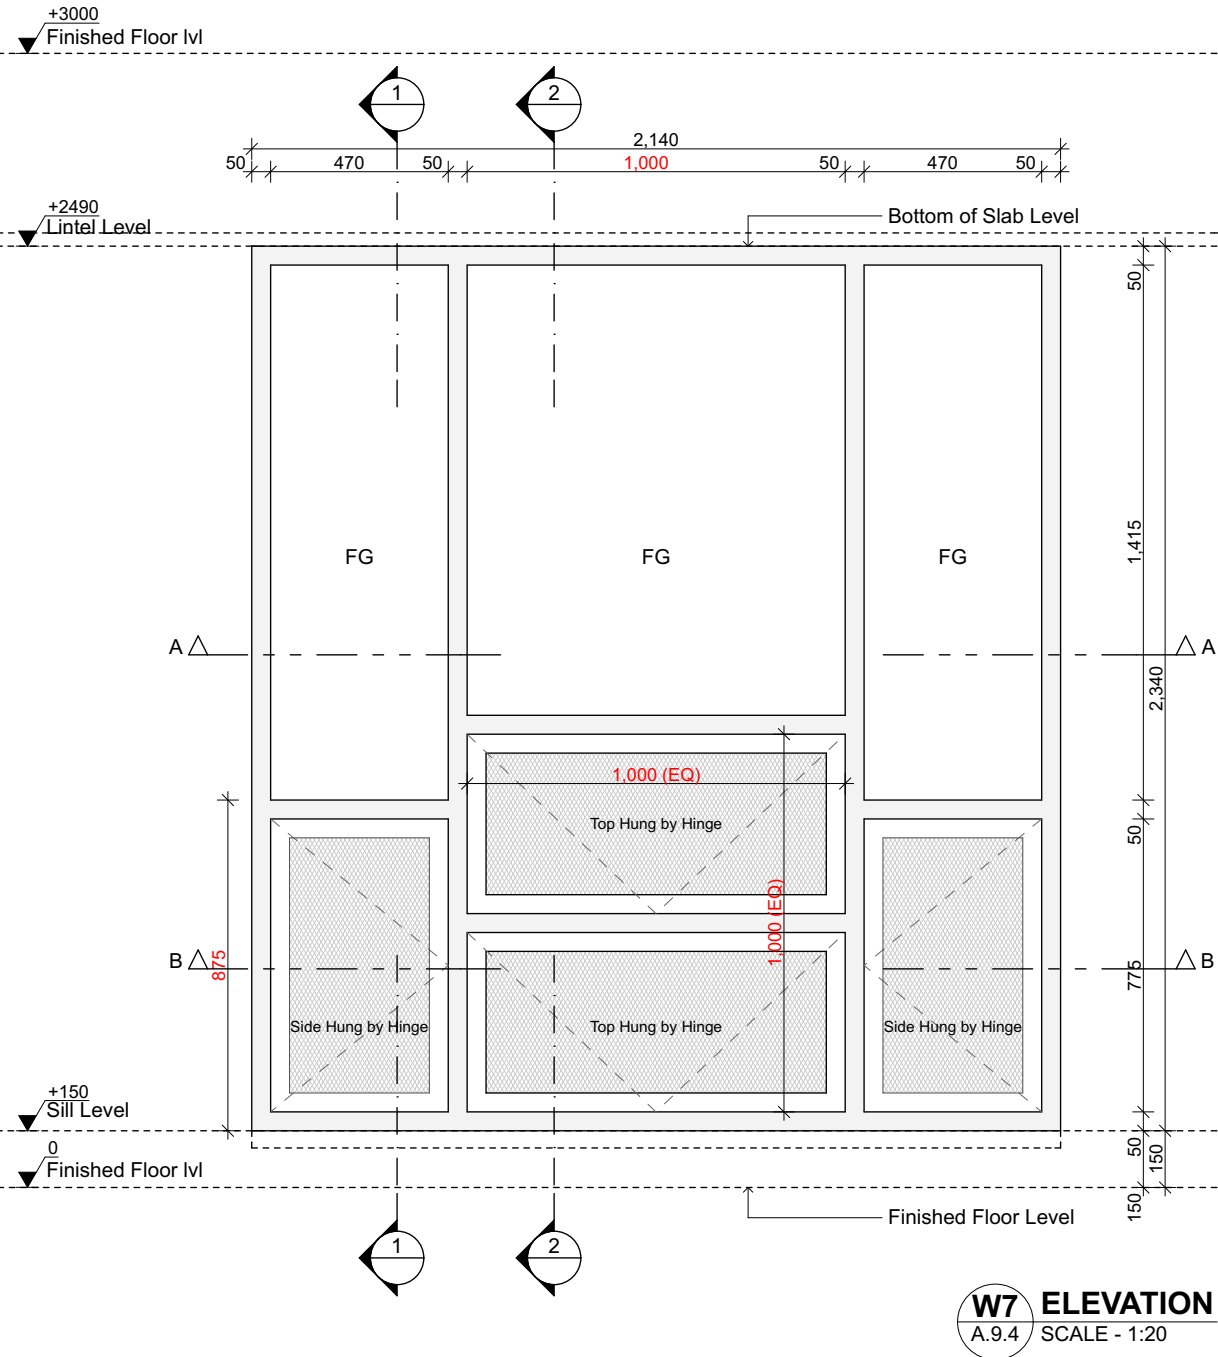 +3000
Finished Floor lvl
1
2
2,140
50
470
50
1,000
50
470
50
+2490
Lintel Level
Bottom of Slab Level
50
FG
FG
FG
1,415
A
A
2,340
1,000 (EQ)
Top Hung by Hinge
50
1,000 (EQ)
875
B
B
775
Side Hung by Hinge
Top Hung by Hinge
Side Hung by Hinge
+150
Sill Level
50
150
0
Finished Floor lvl
150
Finished Floor Level
1
2
W7
ELEVATION
A.9.4
SCALE - 1:20